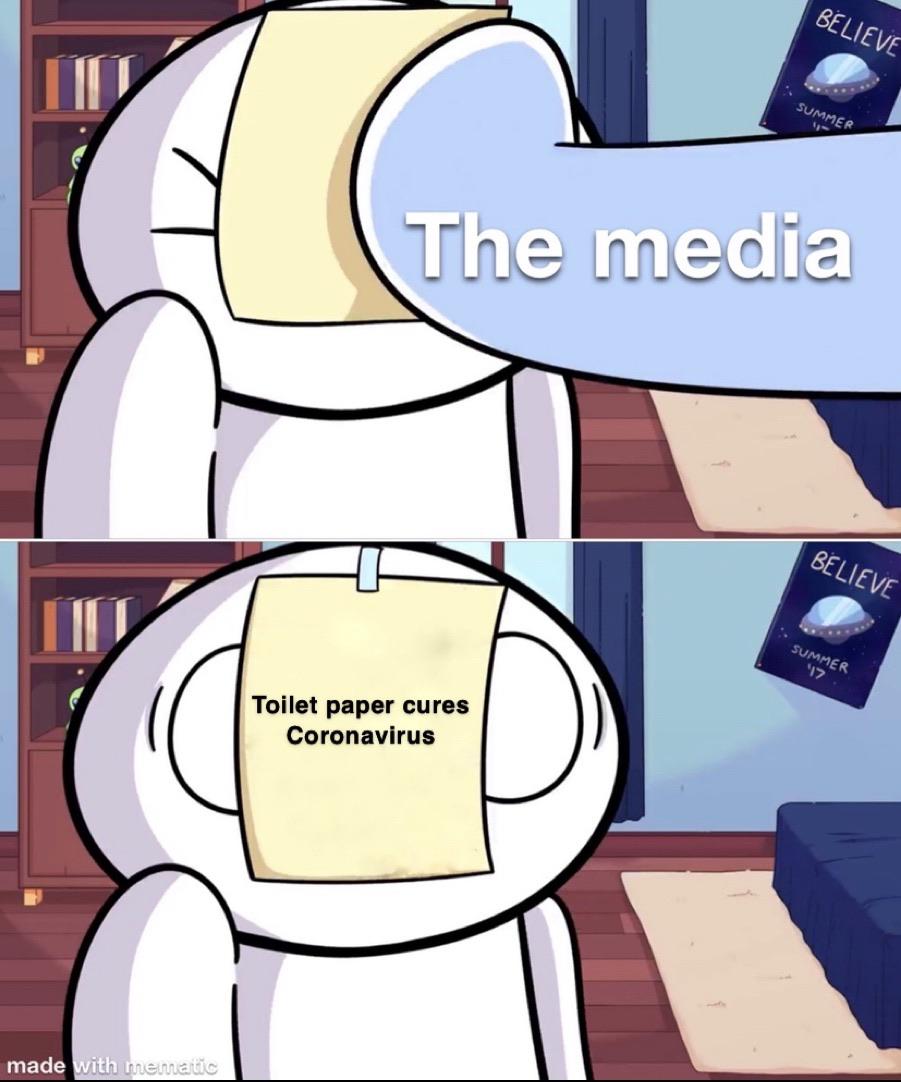 BELIEVE
SUMMER
The media
BELIEVE
SUMMER
'17
Toilet paper cures
Coronavirus
made with mematic